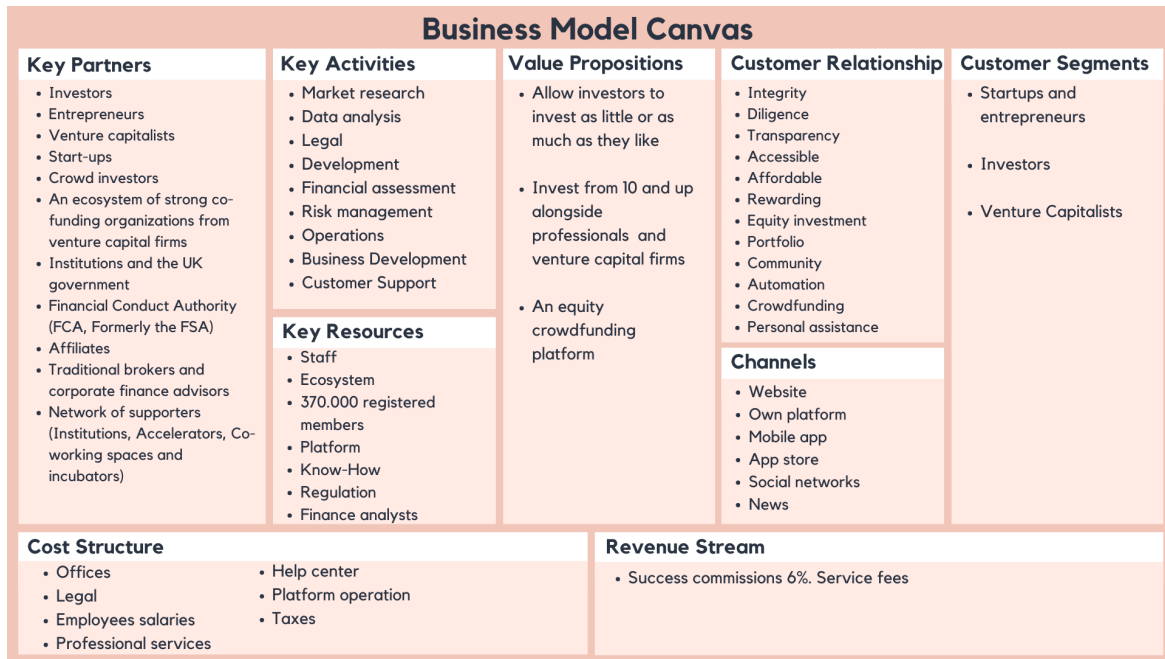 Business Model Canvas
Key Partners
• Investors
• Entrepreneurs
• Venture capitalists
• Start-ups
• Crowd investors
• An ecosystem of strong co-
funding organizations from
venture capital firms
• Institutions and the UK
government
• Financial Conduct Authority
(FCA, Formerly the FSA)
• Affiliates
• Traditional brokers and
corporate finance advisors
• Network of supporters
(Institutions, Accelerators, Co-
working spaces and
incubators)
Key Activities
• Market research
• Data analysis
• Legal
• Development
• Financial assessment
• Risk management
• Operations
• Business Development
• Customer Support
Key Resources
• Staff
• Ecosystem
• 370.000 registered
members
• Platform
• Know-How
• Regulation
• Finance analysts
Value Propositions
• Allow investors to
invest as little or as
much as they like
• Invest from 10 and up
alongside
professionals and
venture capital firms
• An equity
crowdfunding
platform
Customer Relationship
• Integrity
• Diligence
• Transparency
• Accessible
• Affordable
• Rewarding
• Equity investment
• Portfolio
• Community
• Automation
• Crowdfunding
• Personal assistance
Channels
• Website
• Own platform
• Mobile app
• App store
• Social networks
• News
Customer Segments
• Startups and
entrepreneurs
• Investors
• Venture Capitalists
Cost Structure
• Offices
• Legal
• Employees salaries
• Professional services
• Help center
• Platform operation
• Taxes
Revenue Stream
• Success commissions 6%. Service fees